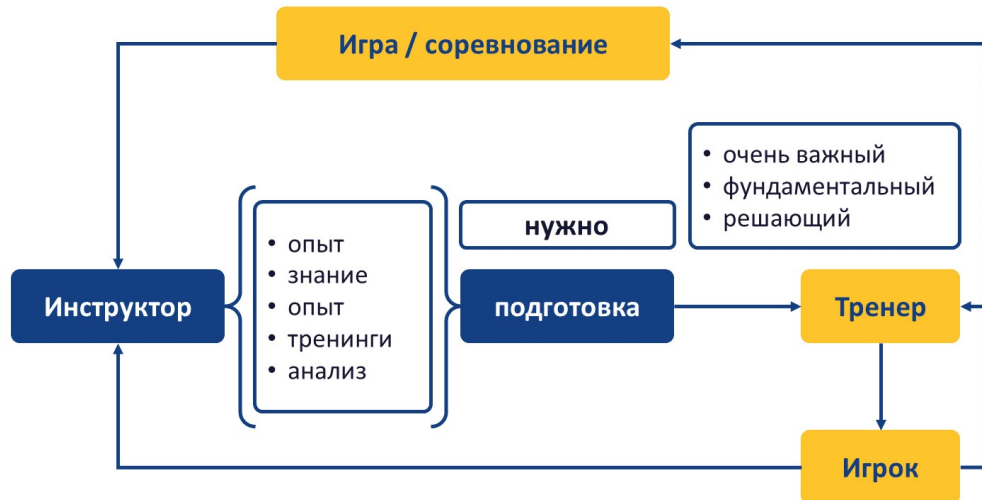 Игра / соревнование
• очень важный
• фундаментальный
• решающий
нужно
• опыт
• знание
• опыт
• тренинги
• анализ
Инструктор
подготовка
Тренер
Игрок